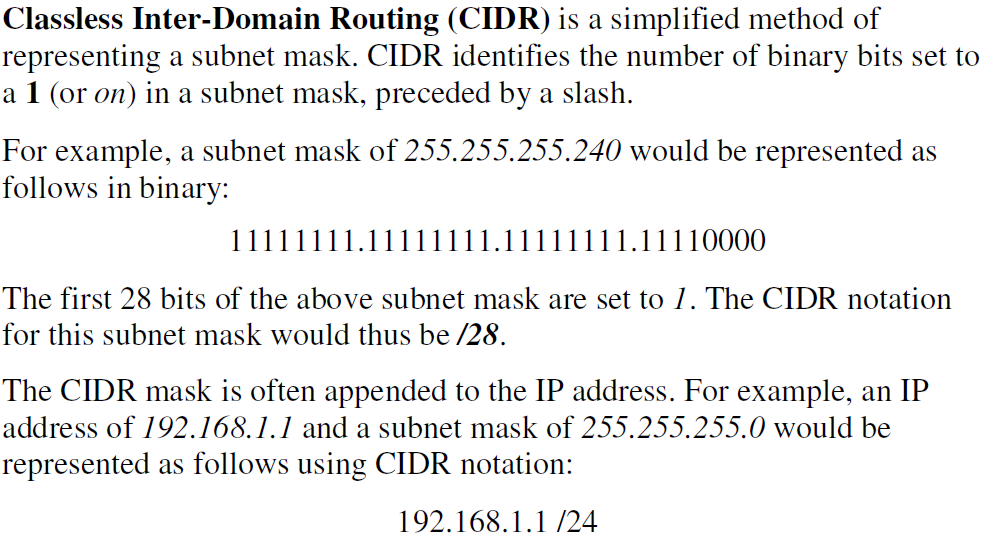 Classless Inter-Domain Routing (CIDR) is a simplified method of
representing a subnet mask. CIDR identifies the number of binary bits set to
a 1 (or on) in a subnet mask, preceded by a slash.
For example, a subnet mask of 255.255.255.240 would be represented as
follows in binary:
11111111.11111111.11111111.11110000
The first 28 bits of the above subnet mask are set to 1. The CIDR notation
for this subnet mask would thus be /28.
The CIDR mask is often appended to the IP address. For example, an IP
address of 192.168.1.1 and a subnet mask of 255.255.255.0 would be
represented as follows using CIDR notation:
192.168.1.1 /24